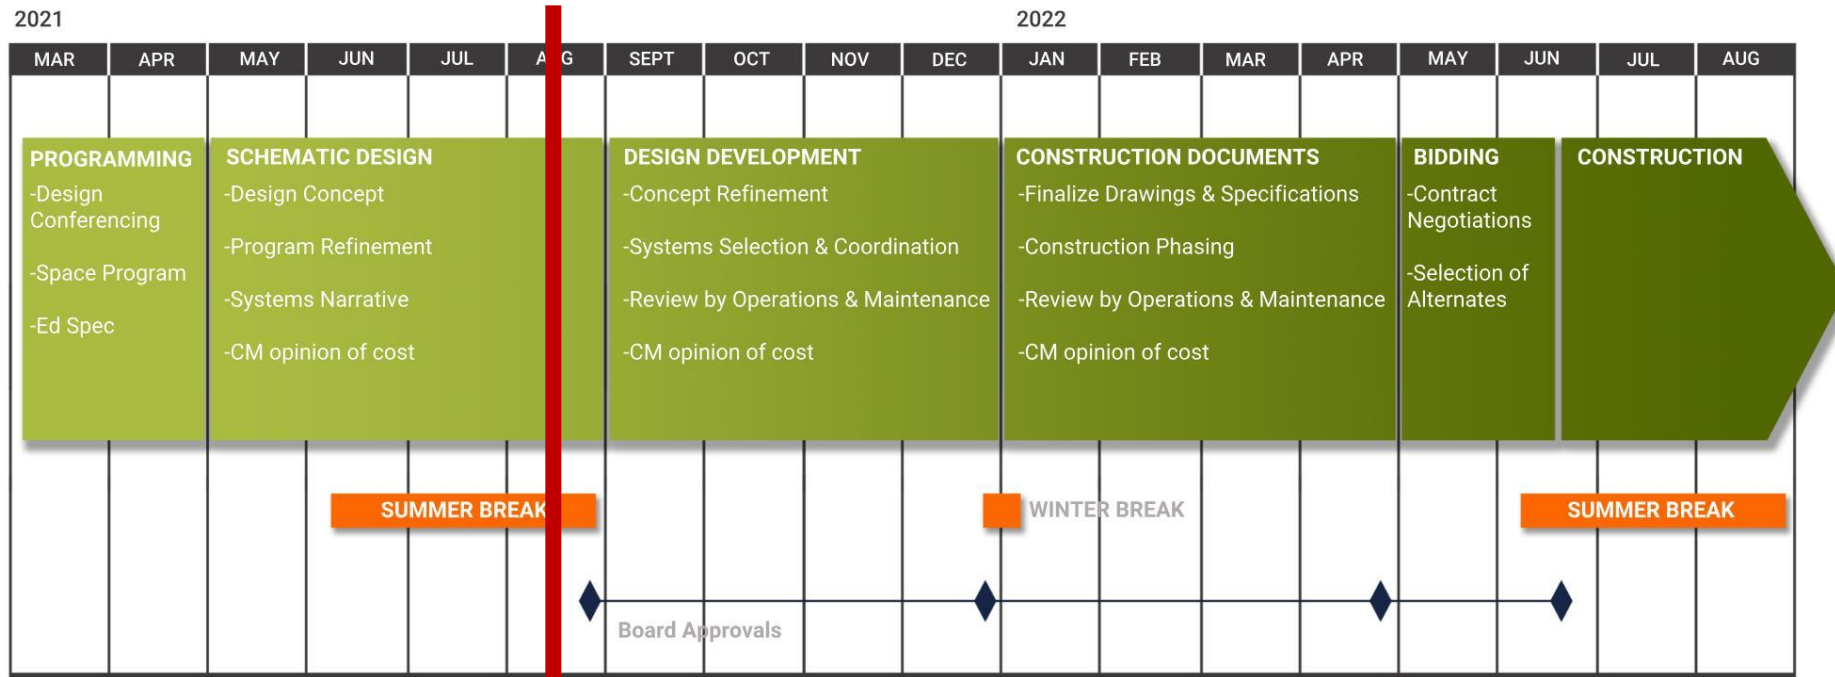 2021 2022
MAR APR MAY JUN JUL AUG SEPT OCT NOV DEC JAN FEB MAR APR MAY JUN JUL AUG
PROGRAMMING
-Design
Conferencing
-Space Program
-Ed Spec
SCHEMATIC DESIGN
-Design Concept
-Program Refinement
-Systems Narrative
-CM opinion of cost
DESIGN DEVELOPMENT
-Concept Refinement
-Systems Selection & Coordination
-Review by Operations & Maintenance
-CM opinion of cost
CONSTRUCTION DOCUMENTS
-Finalize Drawings & Specifications
-Construction Phasing
-Review by Operations & Maintenance
-CM opinion of cost
BIDDING
-Contract
Negotiations
-Selection of
Alternates
CONSTRUCTION
SUMMER BREAK
WINTER BREAK
SUMMER BREAK
Board Approvals